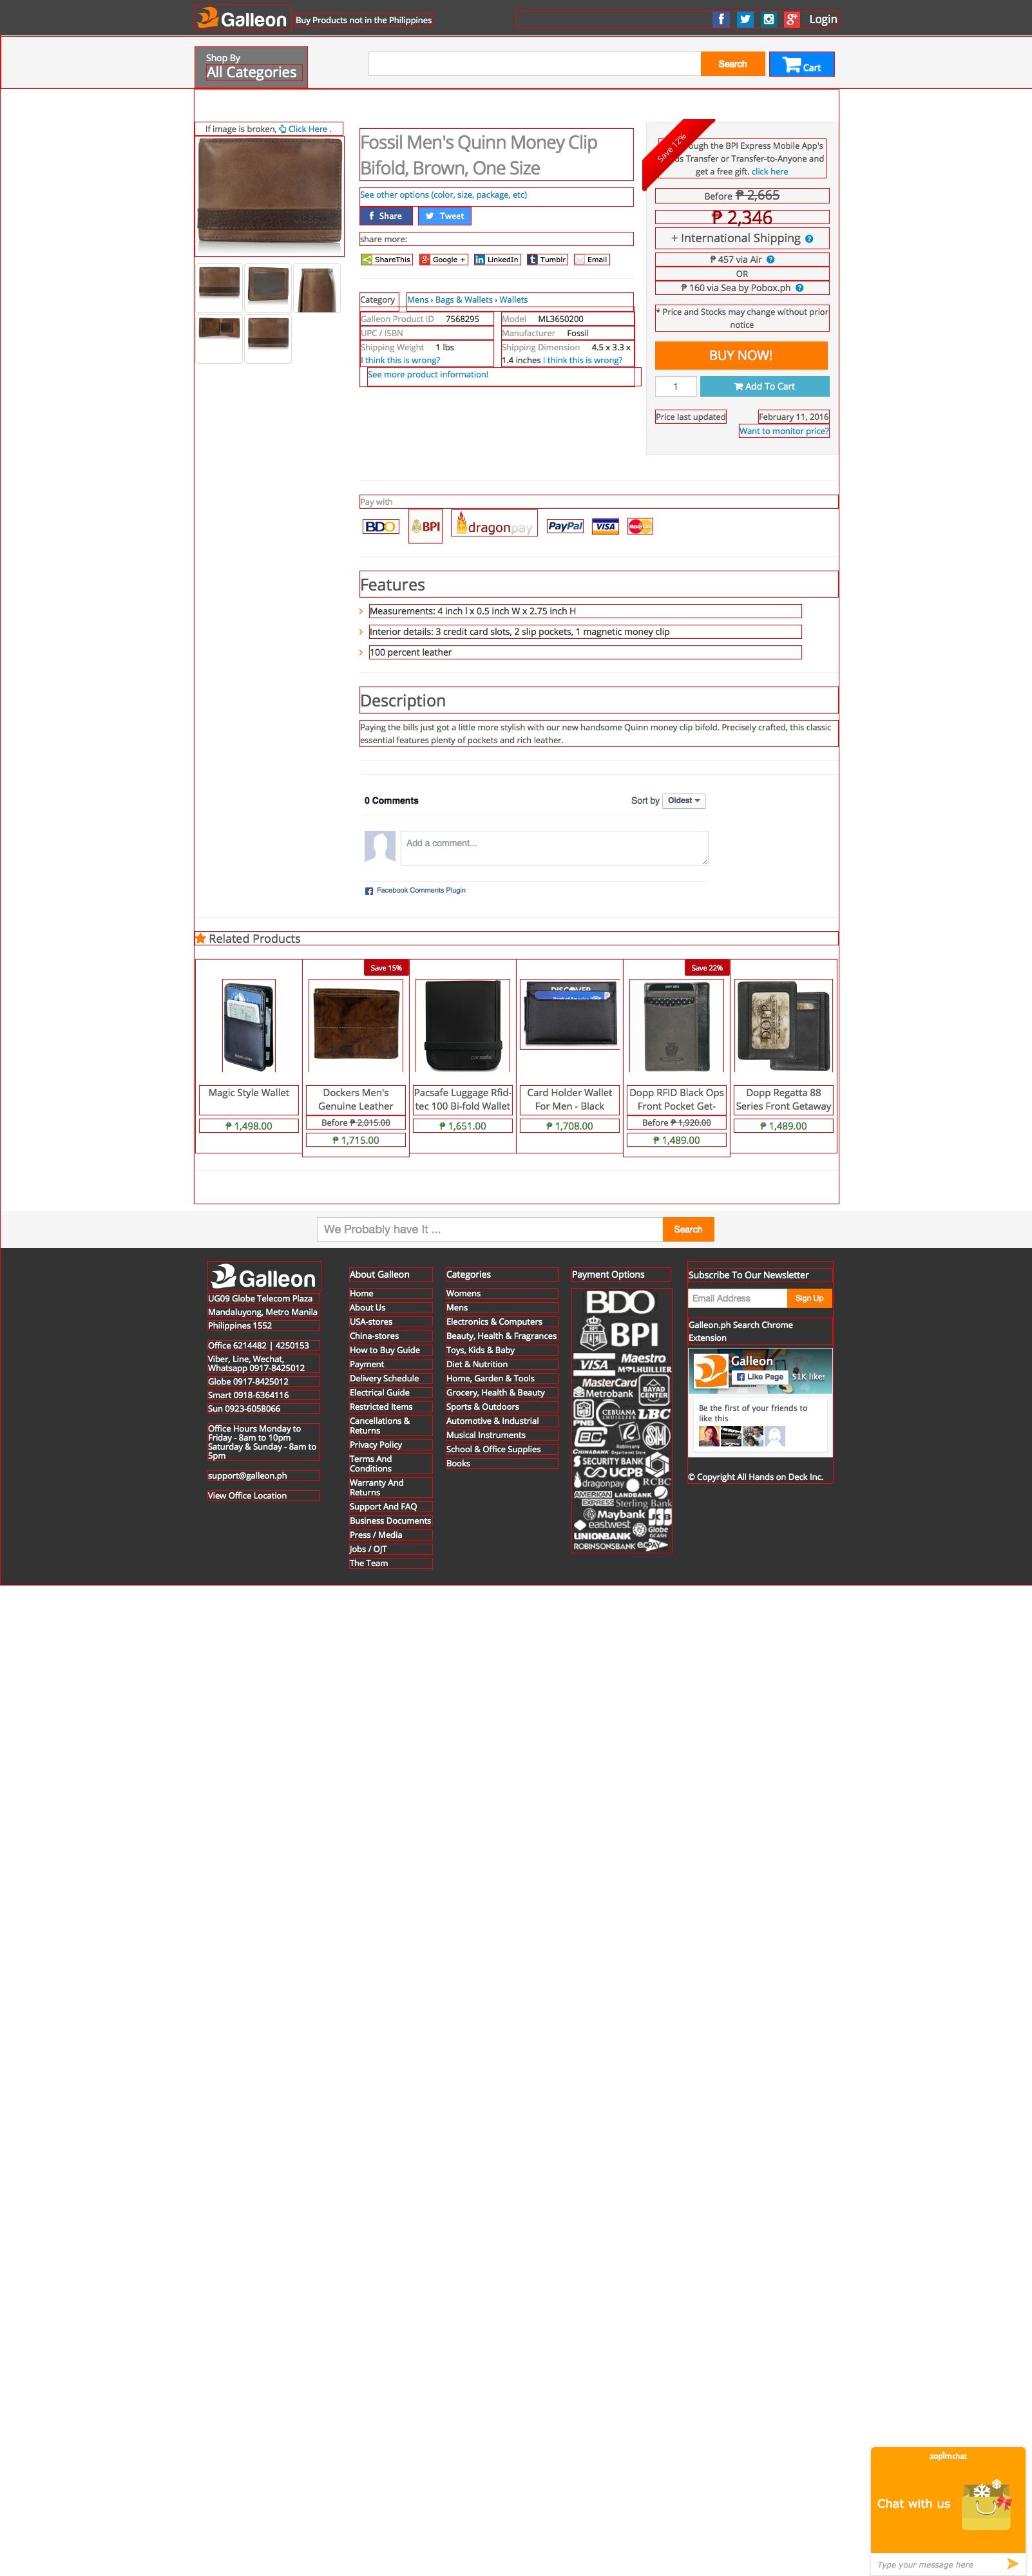 Galleon
Buy Products not in the Philippines
Login
Shop By
All Categories
Search
Cart
If image is broken, Click Here .
Fossil Men's Quinn Money Clip
Bifold, Brown, One Size
See other options (color, size, package, etc)
Share
Tweet
share more:
ShareThis
Google +
LinkedIn
Tumblr
Email
Category
Mens › Bags & Wallets › Wallets
Galleon Product ID 7568295
Model ML3650200
UPC / ISBN
Manufacturer Fossil
Shipping Weight 1 lbs
I think this is wrong?
Shipping Dimension 4.5 x 3.3 x
1.4 inches I think this is wrong?
See more product information!
Save 12%
through the BPI Express Mobile App's
Transfer or Transfer-to-Anyone and
get a free gift. click here
Before ₱ 2,665
₱ 2,346
+ International Shipping
₱ 457 via Air
OR
₱ 160 via Sea by Pobox.ph
* Price and Stocks may change without prior
notice
BUY NOW!
1
Add To Cart
Price last updated February 11, 2016
Want to monitor price?
Pay with
BDO
BPI
dragonpay
PayPal
VISA
MasterCard
Features
Measurements: 4 inch l x 0.5 inch W x 2.75 inch H
Interior details: 3 credit card slots, 2 slip pockets, 1 magnetic money clip
100 percent leather
Description
Paying the bills just got a little more stylish with our new handsome Quinn money clip bifold. Precisely crafted, this classic
essential features plenty of pockets and rich leather.
0 Comments
Sort by Oldest
Add a comment...
Facebook Comments Plugin
Related Products
Save 15%
Save 22%
DISCOVER
pacsafe
DOPP
Magic Style Wallet
₱ 1,498.00
Dockers Men's
Genuine Leather
Before ₱ 2,015.00
₱ 1,715.00
Pacsafe Luggage Rfid-
tec 100 Bi-fold Wallet
₱ 1,651.00
Card Holder Wallet
For Men - Black
₱ 1,708.00
Dopp RFID Black Ops
Front Pocket Get-
Before ₱ 1,920.00
₱ 1,489.00
Dopp Regatta 88
Series Front Getaway
₱ 1,489.00
We Probably have It ...
Search
Galleon
UG09 Globe Telecom Plaza
Mandaluyong, Metro Manila
Philippines 1552
Office 6214482 | 4250153
Viber, Line, Wechat,
Whatsapp 0917-8425012
Globe 0917-8425012
Smart 0918-6364116
Sun 0923-6058066
Office Hours Monday to
Friday - 8am to 10pm
Saturday & Sunday - 8am to
5pm
support@galleon.ph
View Office Location
About Galleon
Home
About Us
USA-stores
China-stores
How to Buy Guide
Payment
Delivery Schedule
Electrical Guide
Restricted Items
Cancellations &
Returns
Privacy Policy
Terms And
Conditions
Warranty And
Returns
Support And FAQ
Business Documents
Press / Media
Jobs / OJT
The Team
Categories
Womens
Mens
Electronics & Computers
Beauty, Health & Fragrances
Toys, Kids & Baby
Diet & Nutrition
Home, Garden & Tools
Grocery, Health & Beauty
Sports & Outdoors
Automotive & Industrial
Musical Instruments
School & Office Supplies
Books
Payment Options
BDO
BPI
VISA Maestro
MLHUILLIER
MasterCard
Metrobank BAYAD CENTER
PNB CEBUANA LHUILLIER LBC
CBC Robinsons SM
CHINABANK Department Store
SECURITY BANK
UCPB
dragonpay RCBC
AMERICAN EXPRESS LANDBANK
Sterling Bank
Maybank JCB
eastwest Globe GCASH
UNIONBANK
ROBINSONSBANK ecPAY
Subscribe To Our Newsletter
Email Address
Sign Up
Galleon.ph Search Chrome
Extension
Galleon
Like Page
51K likes
Be the first of your friends to
like this
© Copyright All Hands on Deck Inc.
zopim chat
Chat with us
Type your message here